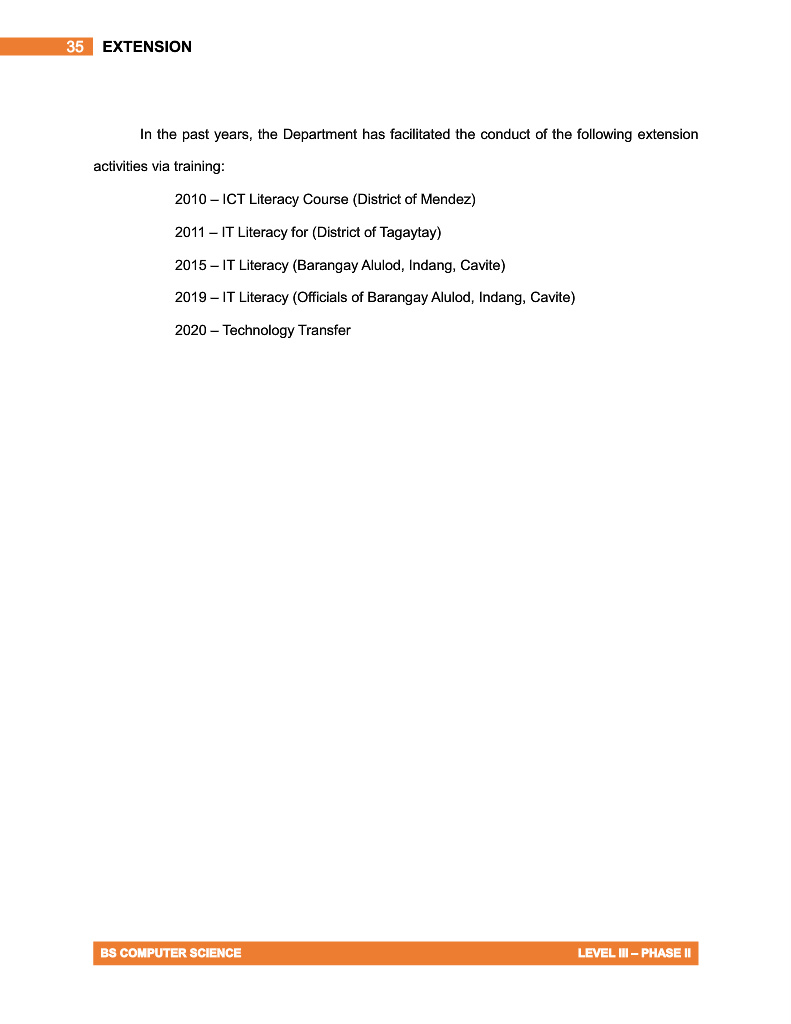 35 EXTENSION
In the past years, the Department has facilitated the conduct of the following extension
activities via training:
2010 – ICT Literacy Course (District of Mendez)
2011 – IT Literacy for (District of Tagaytay)
2015 – IT Literacy (Barangay Alulod, Indang, Cavite)
2019 – IT Literacy (Officials of Barangay Alulod, Indang, Cavite)
2020 – Technology Transfer
BS COMPUTER SCIENCE LEVEL III – PHASE II